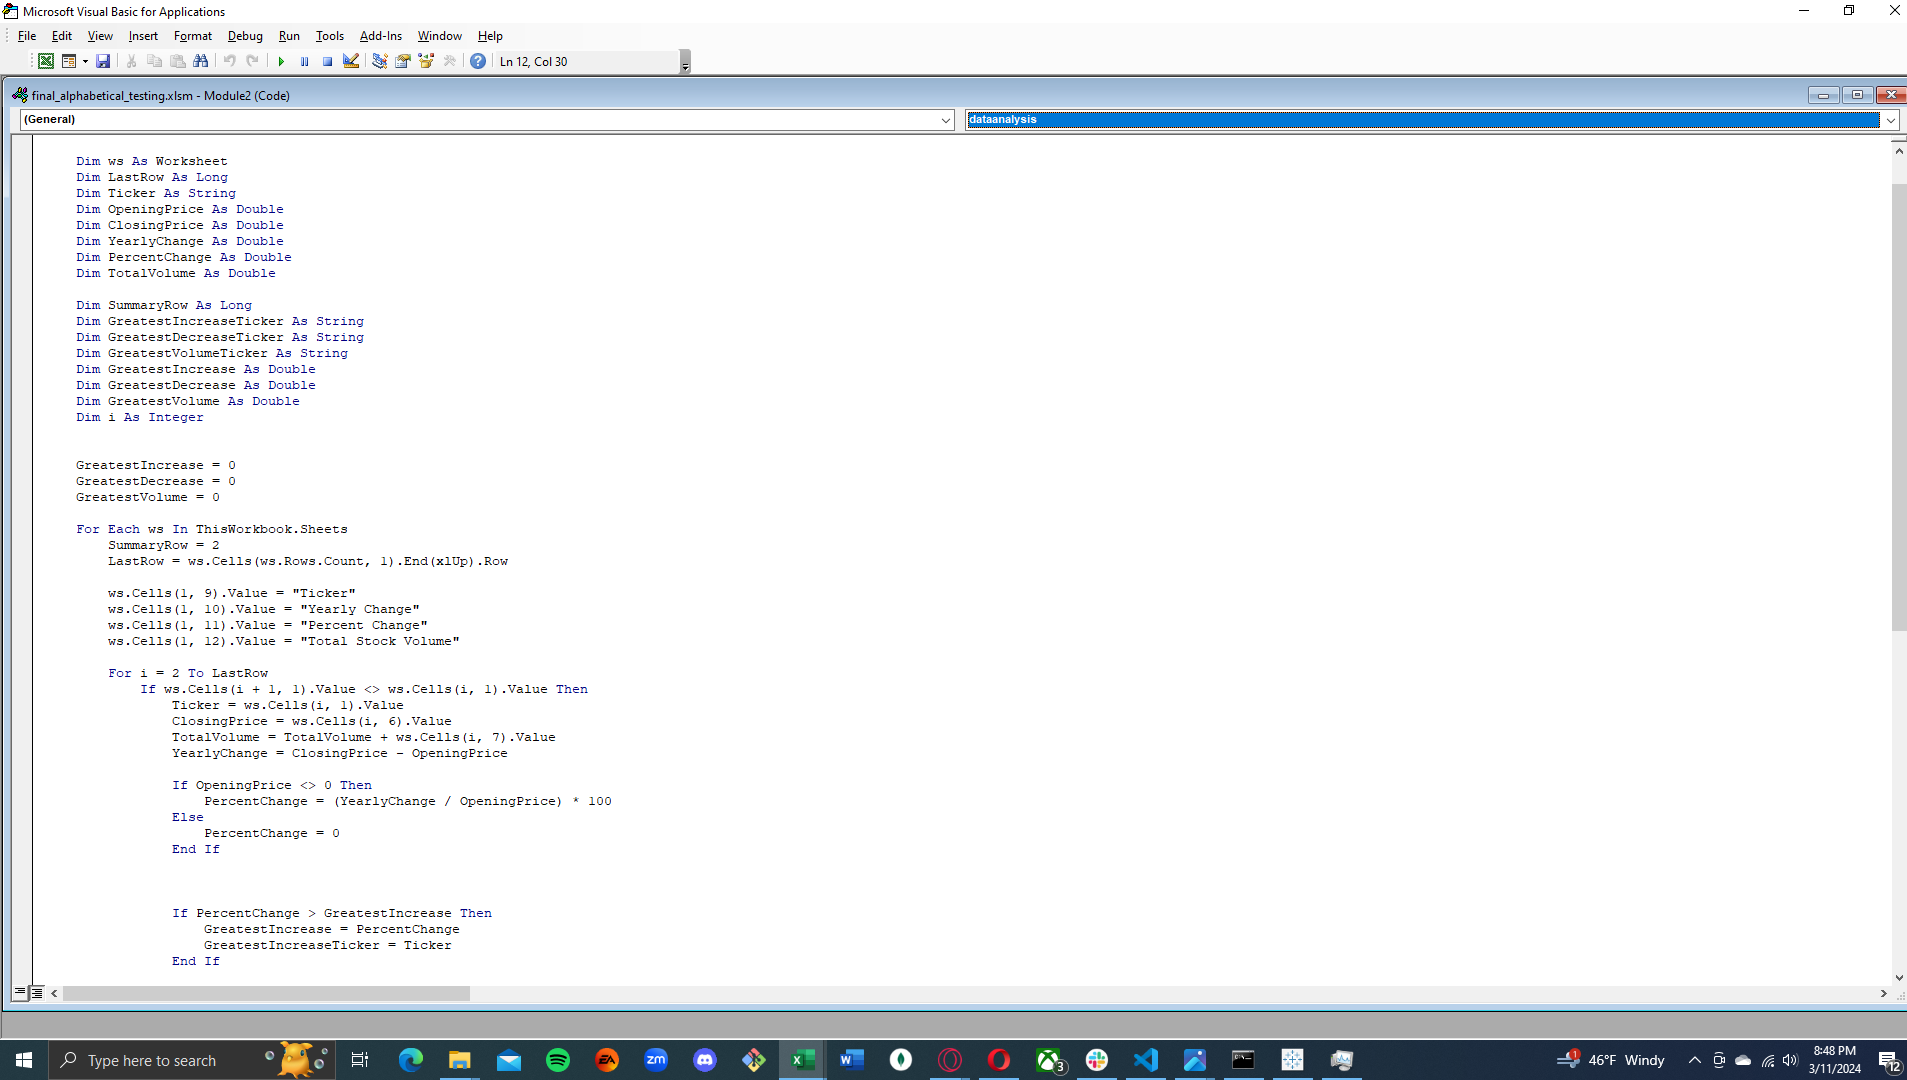 Microsoft Visual Basic for Applications
File Edit View Insert Format Debug Run Tools Add-Ins Window Help
Ln 12, Col 30
final_alphabetical_testing.xlsm - Module2 (Code)
(General) dataanalysis
Dim ws As Worksheet
Dim LastRow As Long
Dim Ticker As String
Dim OpeningPrice As Double
Dim ClosingPrice As Double
Dim YearlyChange As Double
Dim PercentChange As Double
Dim TotalVolume As Double
Dim SummaryRow As Long
Dim GreatestIncreaseTicker As String
Dim GreatestDecreaseTicker As String
Dim GreatestVolumeTicker As String
Dim GreatestIncrease As Double
Dim GreatestDecrease As Double
Dim GreatestVolume As Double
Dim i As Integer
GreatestIncrease = 0
GreatestDecrease = 0
GreatestVolume = 0
For Each ws In ThisWorkbook.Sheets
SummaryRow = 2
LastRow = ws.Cells(ws.Rows.Count, 1).End(xlUp).Row
ws.Cells(1, 9).Value = "Ticker"
ws.Cells(1, 10).Value = "Yearly Change"
ws.Cells(1, 11).Value = "Percent Change"
ws.Cells(1, 12).Value = "Total Stock Volume"
For i = 2 To LastRow
If ws.Cells(i + 1, 1).Value <> ws.Cells(i, 1).Value Then
Ticker = ws.Cells(i, 1).Value
ClosingPrice = ws.Cells(i, 6).Value
TotalVolume = TotalVolume + ws.Cells(i, 7).Value
YearlyChange = ClosingPrice - OpeningPrice
If OpeningPrice <> 0 Then
PercentChange = (YearlyChange / OpeningPrice) * 100
Else
PercentChange = 0
End If
If PercentChange > GreatestIncrease Then
GreatestIncrease = PercentChange
GreatestIncreaseTicker = Ticker
End If
Type here to search
EA
zm
3
1
46°F Windy
8:48 PM
3/11/2024
12